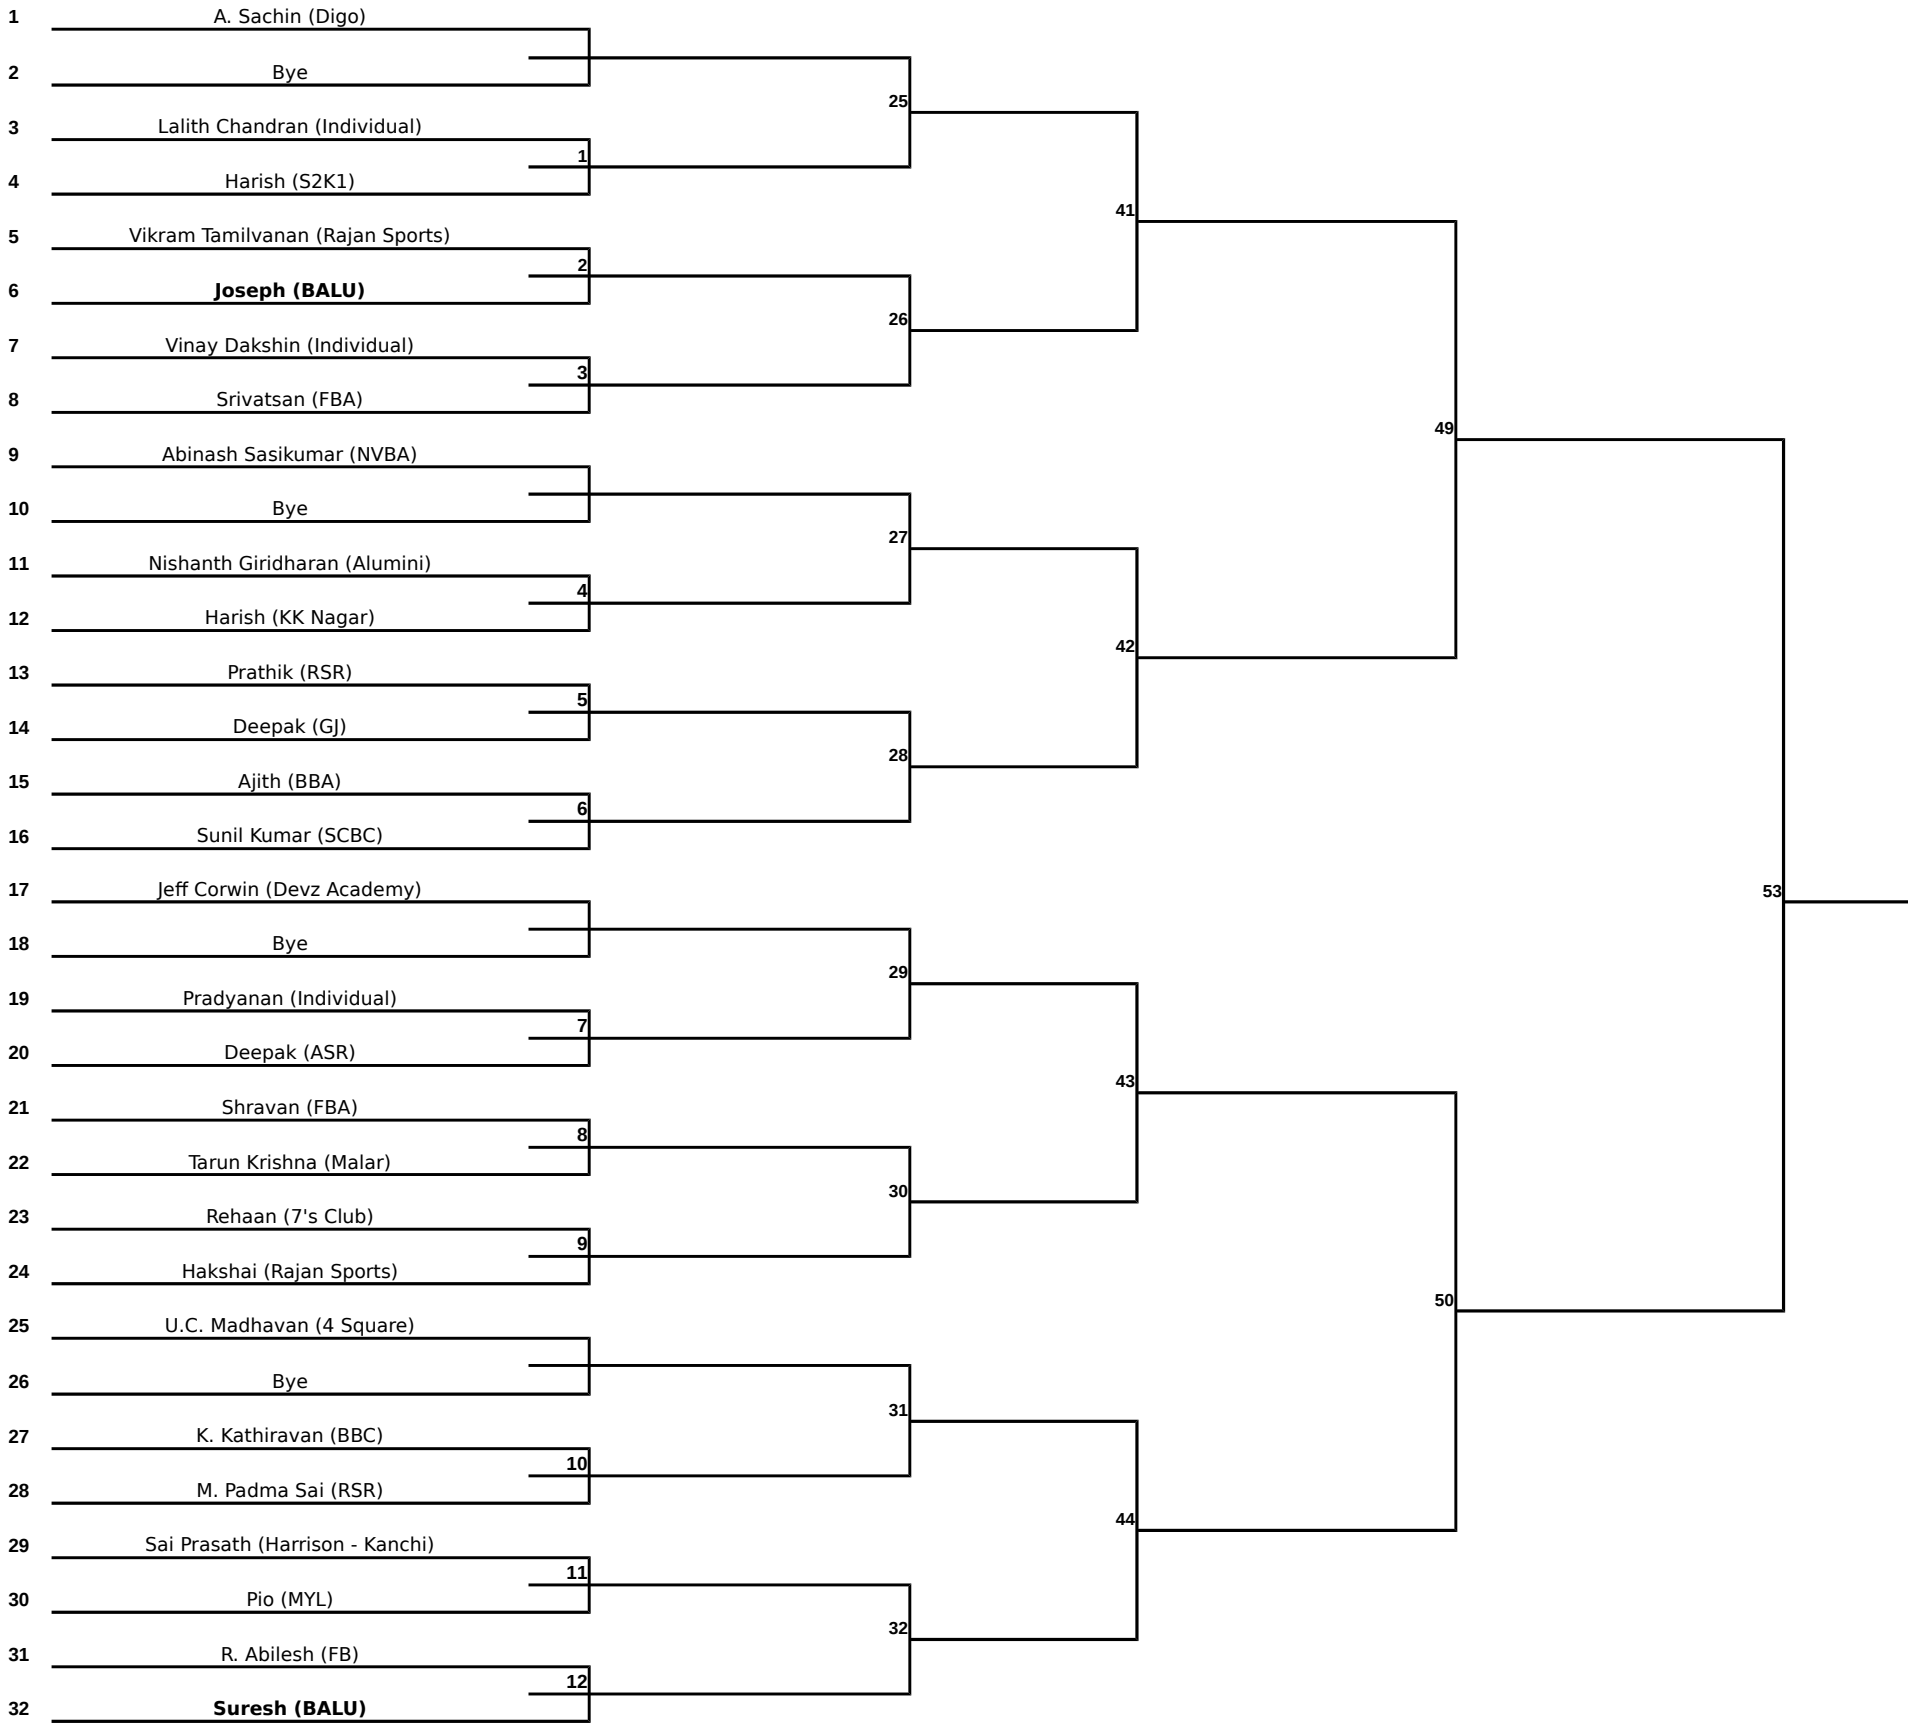 1 A. Sachin (Digo)
2 Bye
25
3 Lalith Chandran (Individual)
1
4 Harish (S2K1)
41
5 Vikram Tamilvanan (Rajan Sports)
2
6 Joseph (BALU)
26
7 Vinay Dakshin (Individual)
3
8 Srivatsan (FBA)
49
9 Abinash Sasikumar (NVBA)
10 Bye
27
11 Nishanth Giridharan (Alumini)
4
12 Harish (KK Nagar)
42
13 Prathik (RSR)
5
14 Deepak (GJ)
28
15 Ajith (BBA)
6
16 Sunil Kumar (SCBC)
17 Jeff Corwin (Devz Academy)
53
18 Bye
29
19 Pradyanan (Individual)
7
20 Deepak (ASR)
43
21 Shravan (FBA)
8
22 Tarun Krishna (Malar)
30
23 Rehaan (7's Club)
9
24 Hakshai (Rajan Sports)
50
25 U.C. Madhavan (4 Square)
26 Bye
31
27 K. Kathiravan (BBC)
10
28 M. Padma Sai (RSR)
44
29 Sai Prasath (Harrison - Kanchi)
11
30 Pio (MYL)
32
31 R. Abilesh (FB)
12
32 Suresh (BALU)